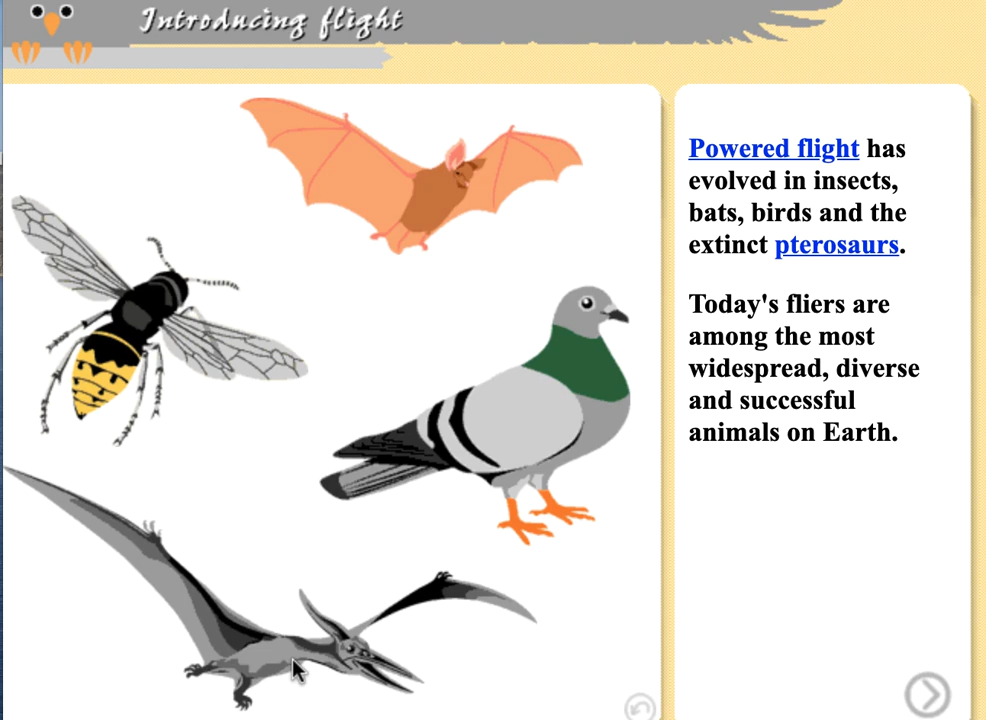 Introducing flight
Powered flight has
evolved in insects,
bats, birds and the
extinct pterosaurs.
Today's fliers are
among the most
widespread, diverse
and successful
animals on Earth.